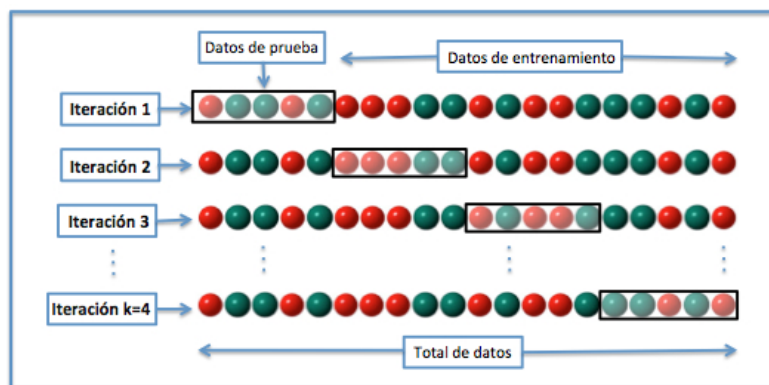 Datos de prueba
Datos de entrenamiento
Iteración 1
Iteración 2
Iteración 3
Iteración k=4
Total de datos